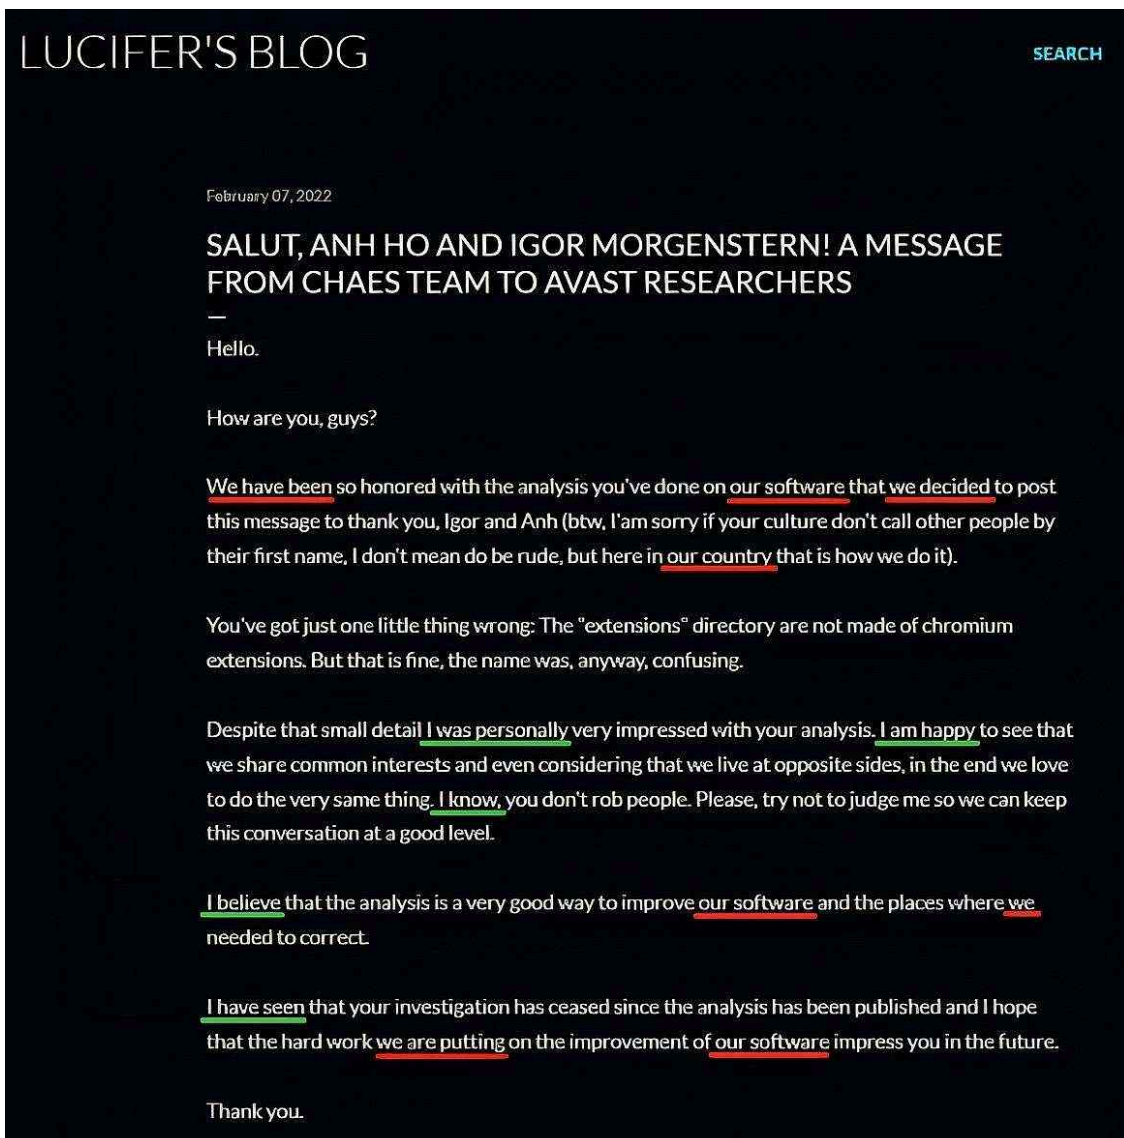 LUCIFER'S BLOG
SEARCH
February 07, 2022
SALUT, ANH HO AND IGOR MORGENSTERN! A MESSAGE
FROM CHAES TEAM TO AVAST RESEARCHERS
—
Hello.
How are you, guys?
We have been so honored with the analysis you've done on our software that we decided to post
this message to thank you, Igor and Anh (btw, I'am sorry if your culture don't call other people by
their first name, I don't mean do be rude, but here in our country that is how we do it).
You've got just one little thing wrong: The "extensions" directory are not made of chromium
extensions. But that is fine, the name was, anyway, confusing.
Despite that small detail I was personally very impressed with your analysis. I am happy to see that
we share common interests and even considering that we live at opposite sides, in the end we love
to do the very same thing. I know, you don't rob people. Please, try not to judge me so we can keep
this conversation at a good level.
I believe that the analysis is a very good way to improve our software and the places where we
needed to correct.
I have seen that your investigation has ceased since the analysis has been published and I hope
that the hard work we are putting on the improvement of our software impress you in the future.
Thank you.